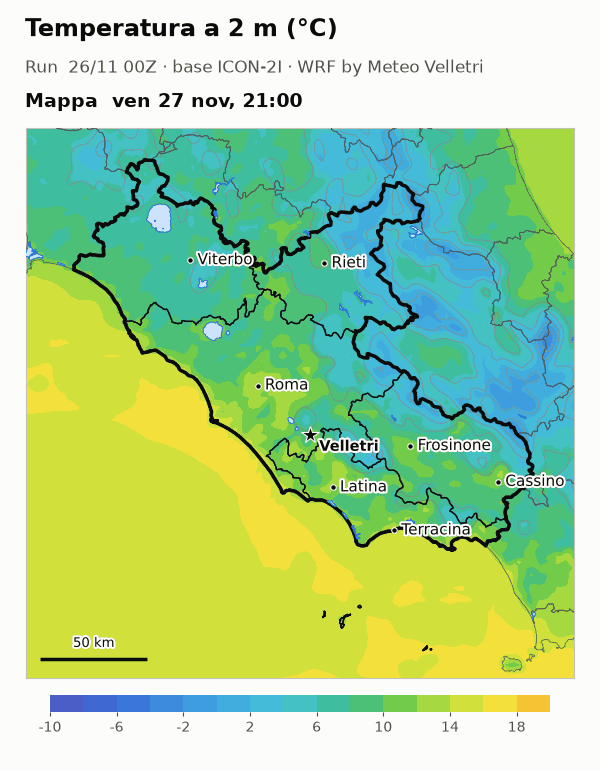 Temperatura a 2 m (°C)
Run  26/11 00Z · base ICON-2I · WRF by Meteo Velletri
Mappa  ven 27 nov, 21:00
Viterbo
Rieti
Roma
Velletri
Frosinone
Cassino
Latina
Terracina
50 km
-10 -6 -2 2 6 10 14 18